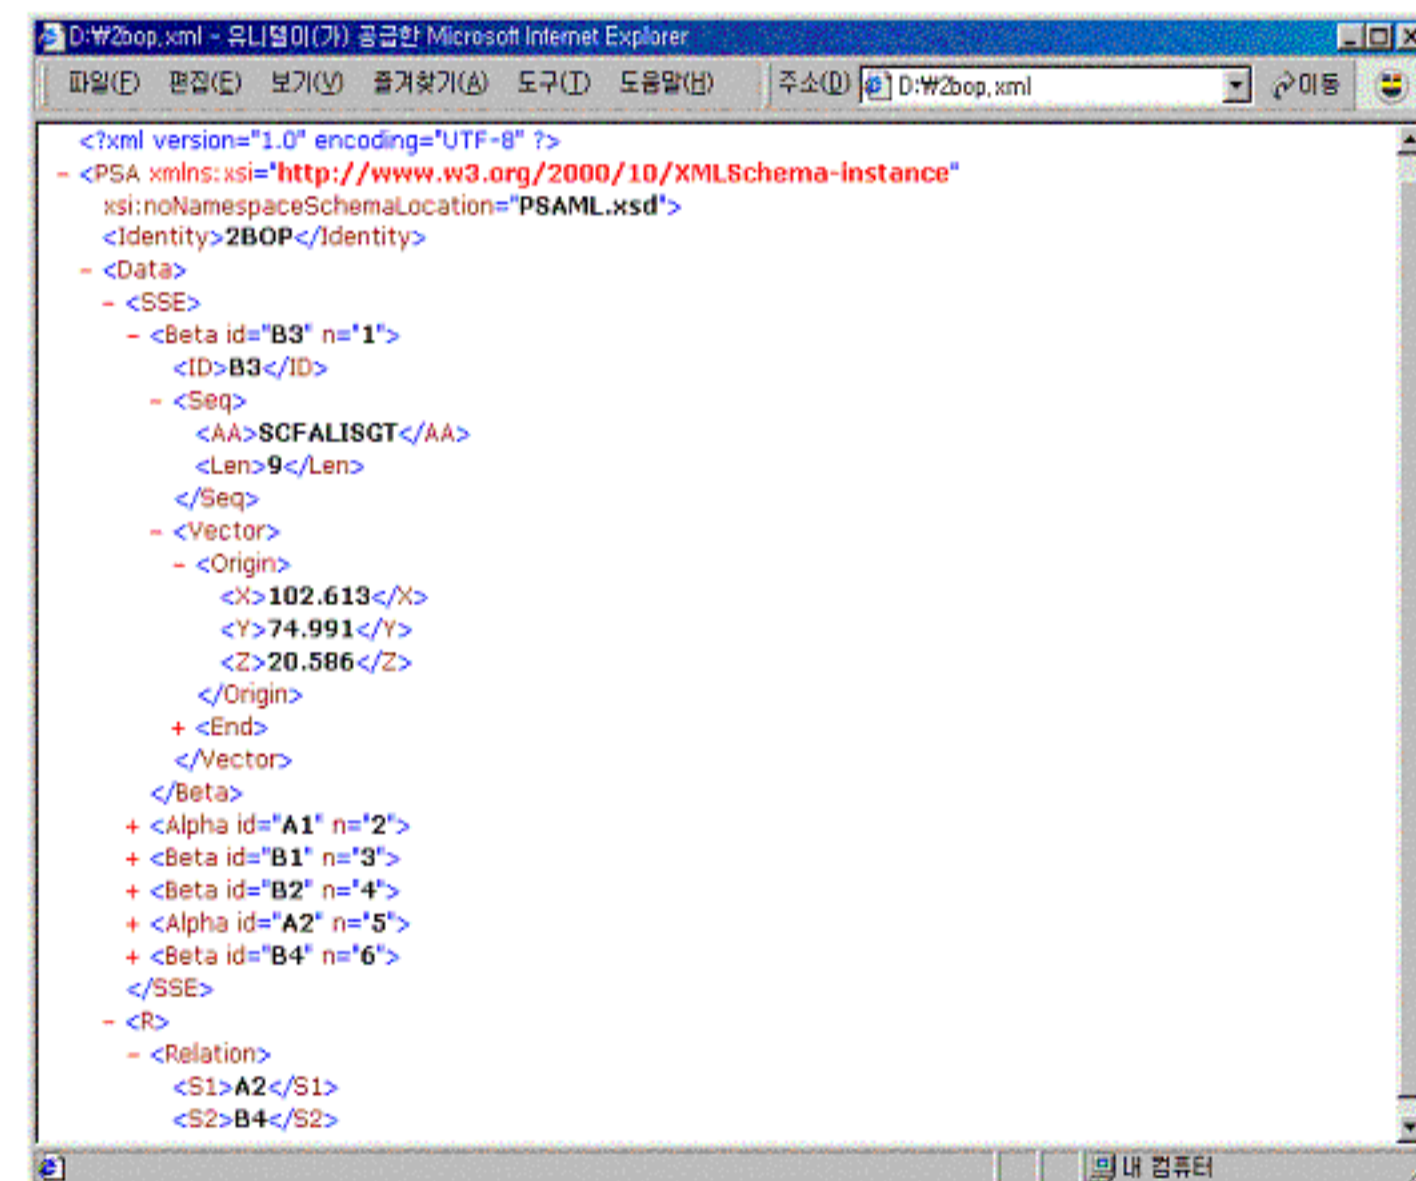 D:₩2bop.xml - 유니텔이(가) 공급한 Microsoft Internet Explorer
파일(F) 편집(E) 보기(V) 즐겨찾기(A) 도구(T) 도움말(H) 주소(D) D:₩2bop.xml 이동
<?xml version="1.0" encoding="UTF-8" ?>
- <PSA xmlns:xsi="http://www.w3.org/2000/10/XMLSchema-instance"
xsi:noNamespaceSchemaLocation="PSAML.xsd">
<Identity>2BOP</Identity>
- <Data>
- <SSE>
- <Beta id="B3" n="1">
<ID>B3</ID>
- <Seq>
<AA>SCFALISGT</AA>
<Len>9</Len>
</Seq>
- <Vector>
- <Origin>
<X>102.613</X>
<Y>74.991</Y>
<Z>20.586</Z>
</Origin>
+ <End>
</Vector>
</Beta>
+ <Alpha id="A1" n="2">
+ <Beta id="B1" n="3">
+ <Beta id="B2" n="4">
+ <Alpha id="A2" n="5">
+ <Beta id="B4" n="6">
</SSE>
- <R>
- <Relation>
<S1>A2</S1>
<S2>B4</S2>
내 컴퓨터